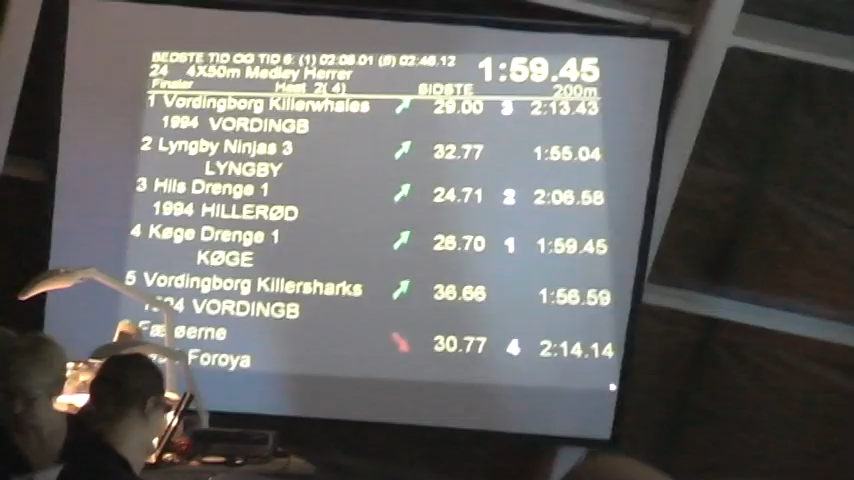 BEDSTE TID OG TID 6: (1) 02:08.01 (6) 02:46.12
24 4X50m Medley Herrer 1:59.45
Finaler Heat 2( 4) SIDSTE 200m
1 Vordingborg Killerwhales 29.00 3 2:13.43
1994 VORDINGB
2 Lyngby Ninjas 3 32.77 1:55.04
LYNGBY
3 Hils Drenge 1 24.71 2 2:06.58
1994 HILLERØD
4 Køge Drenge 1 26.70 1 1:59.45
KØGE
5 Vordingborg Killersharks 36.66 1:56.59
VORDINGB
30.77 4 2:14.14
Foroya